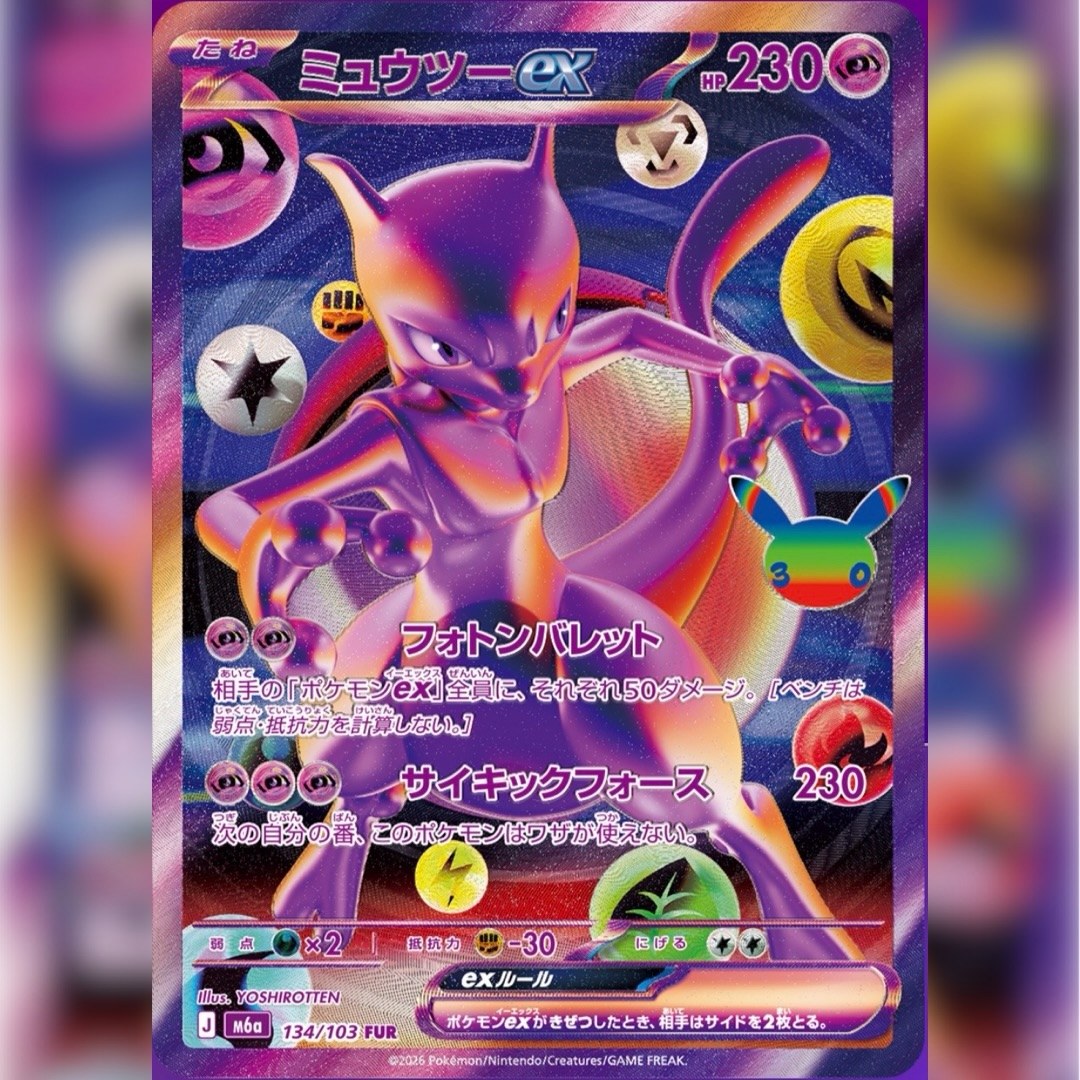 たね ミュウツーex HP 230
30
フォトンバレット
相手の「ポケモンex」全員に、それぞれ50ダメージ。［ベンチは
弱点・抵抗力を計算しない。］
サイキックフォース 230
次の自分の番、このポケモンはワザが使えない。
弱点 ×2 抵抗力 -30 にげる
exルール
ポケモンexがきぜつしたとき、相手はサイドを2枚とる。
Illus. YOSHIROTTEN
J M6a 134/103 FUR
©2026 Pokémon/Nintendo/Creatures/GAME FREAK.